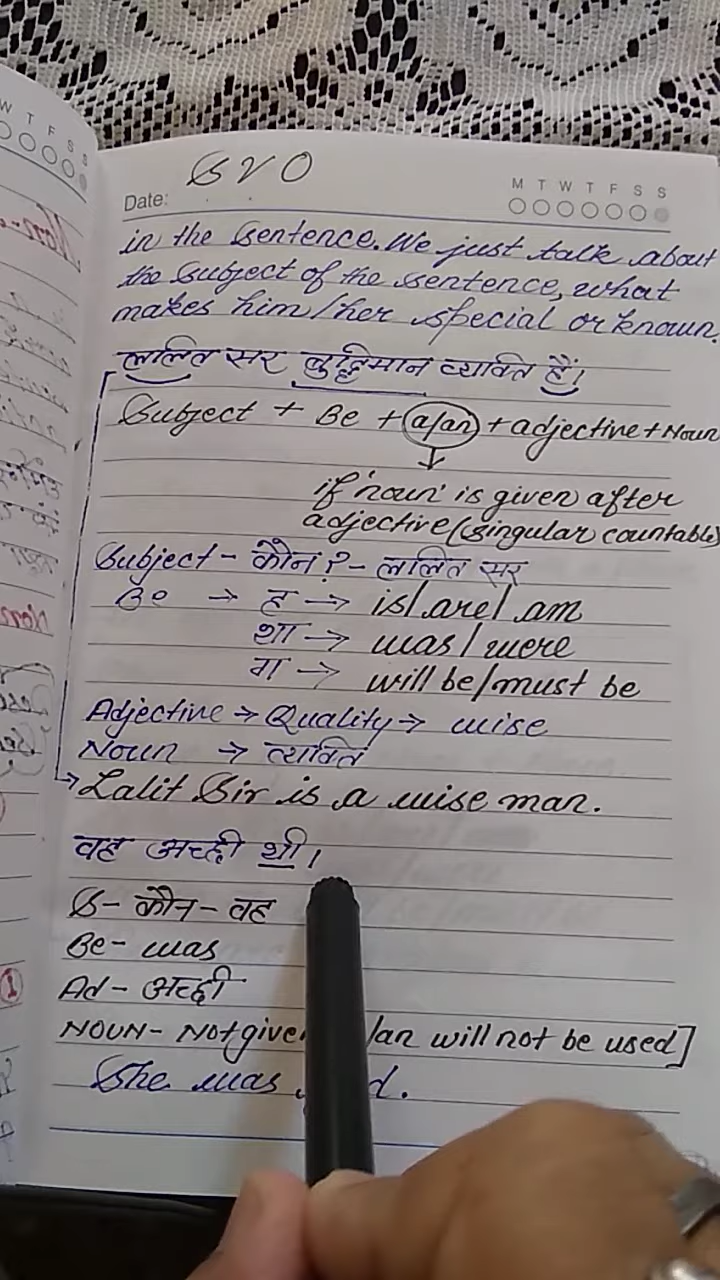 SVO
Date:
M T W T F S S
in the sentence. We just talk about
the subject of the sentence, what
makes him/her special or known.
ललित सर बुद्धिमान व्यक्ति हैं।
Subject + Be + a/an + adjective + Noun
if 'noun' is given after
adjective (singular countable)
Subject - कौन? - ललित सर
Be → ह → is/are/am
था → was/were
गा → will be/must be
Adjective → Quality → wise
Noun → व्यक्ति
→ Lalit Sir is a wise man.
वह अच्छी थी।
S - कौन - वह
Be - was
Ad - अच्छी
NOUN - Not give /an will not be used]
She was d.
W T F S S
1